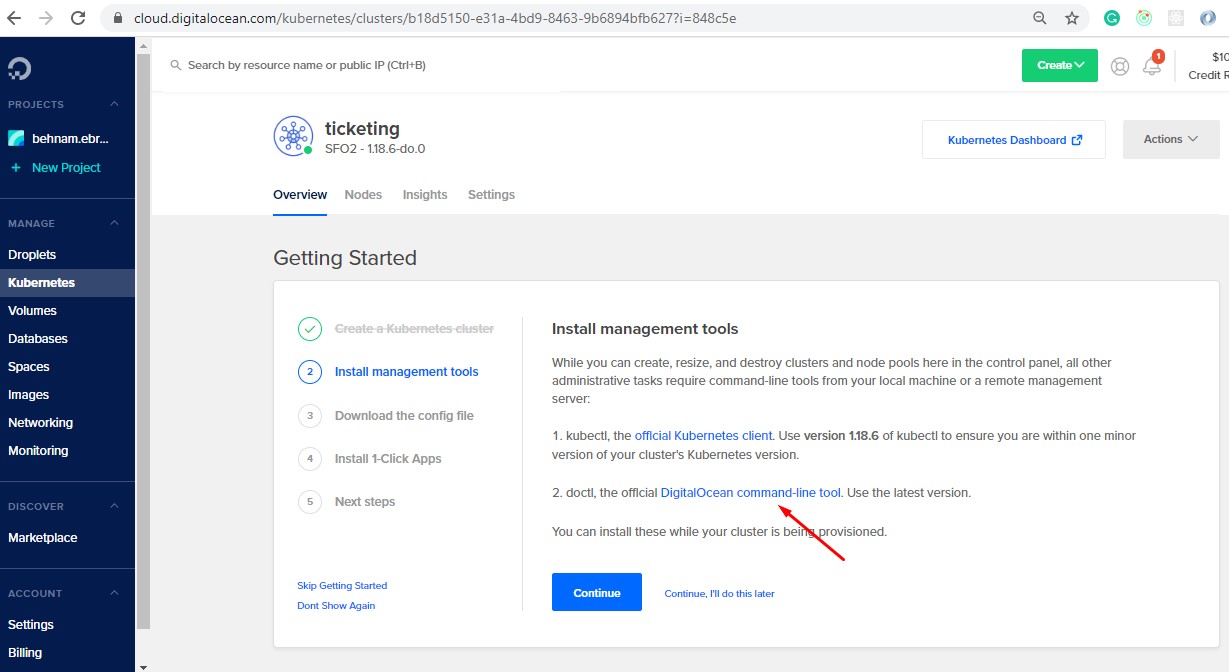 cloud.digitalocean.com/kubernetes/clusters/b18d5150-e31a-4bd9-8463-9b6894bfb627?i=848c5e
Search by resource name or public IP (Ctrl+B)
Create
1
$10
Credit R
PROJECTS
behnam.ebr...
+ New Project
MANAGE
Droplets
Kubernetes
Volumes
Databases
Spaces
Images
Networking
Monitoring
DISCOVER
Marketplace
ACCOUNT
Settings
Billing
ticketing
SFO2 - 1.18.6-do.0
Kubernetes Dashboard
Actions
Overview Nodes Insights Settings
Getting Started
Create a Kubernetes cluster
2 Install management tools
3 Download the config file
4 Install 1-Click Apps
5 Next steps
Skip Getting Started
Dont Show Again
Install management tools
While you can create, resize, and destroy clusters and node pools here in the control panel, all other
administrative tasks require command-line tools from your local machine or a remote management
server:
1. kubectl, the official Kubernetes client. Use version 1.18.6 of kubectl to ensure you are within one minor
version of your cluster's Kubernetes version.
2. doctl, the official DigitalOcean command-line tool. Use the latest version.
You can install these while your cluster is being provisioned.
Continue
Continue, I'll do this later